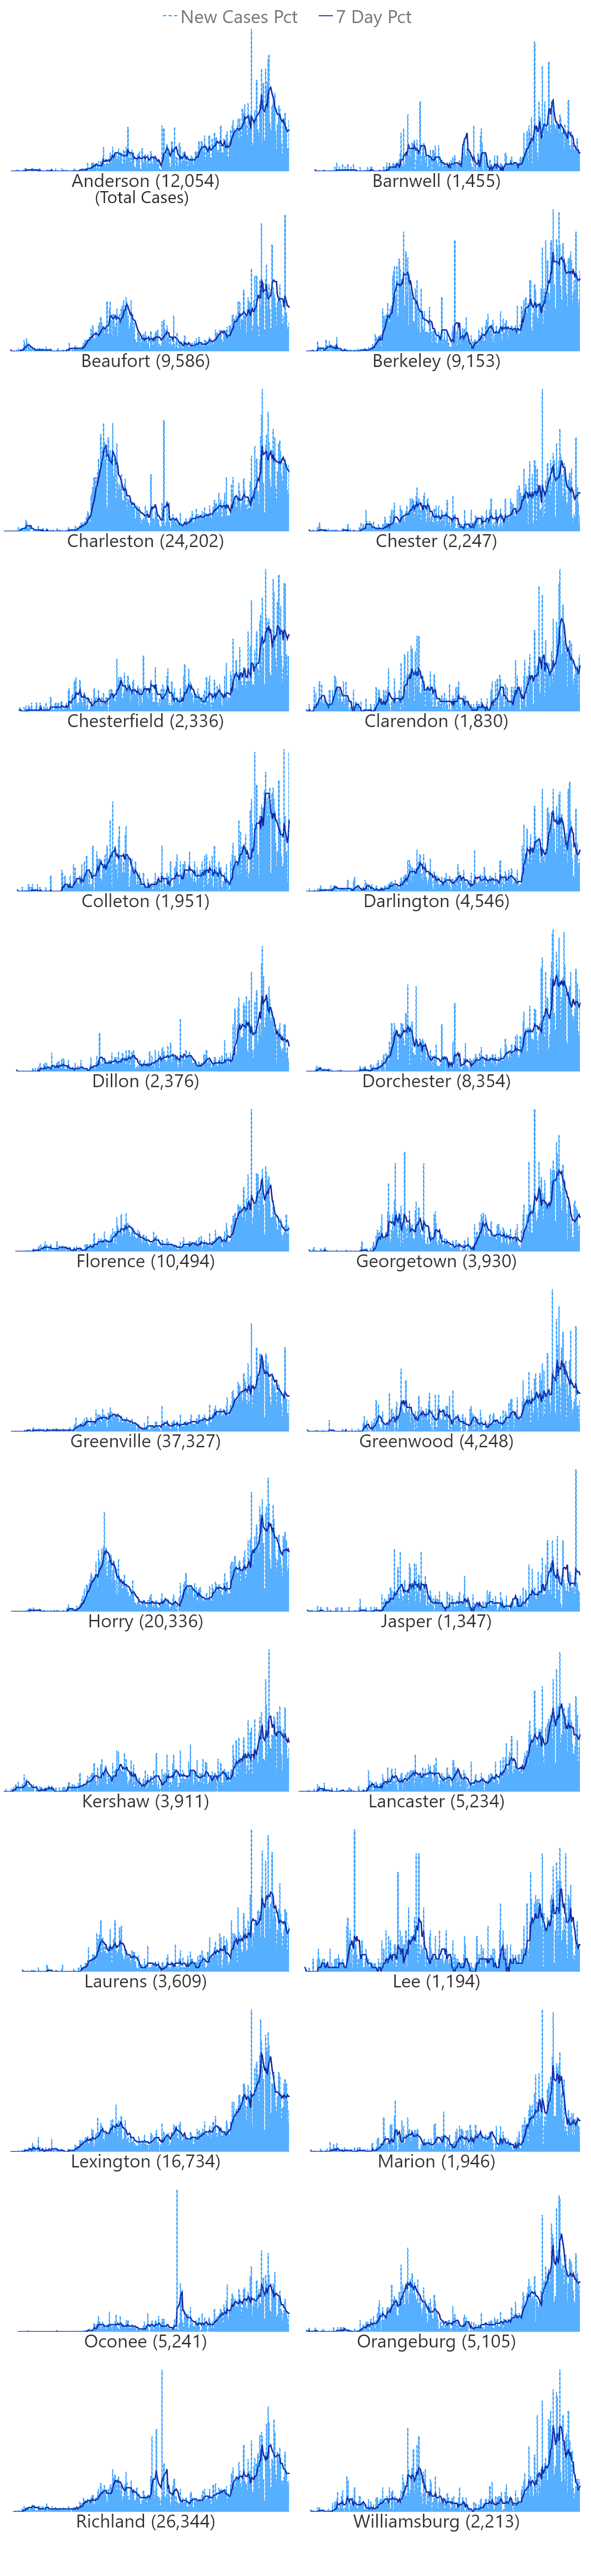 New Cases Pct 7 Day Pct
Anderson (12,054) Barnwell (1,455)
(Total Cases)
Beaufort (9,586) Berkeley (9,153)
Charleston (24,202) Chester (2,247)
Chesterfield (2,336) Clarendon (1,830)
Colleton (1,951) Darlington (4,546)
Dillon (2,376) Dorchester (8,354)
Florence (10,494) Georgetown (3,930)
Greenville (37,327) Greenwood (4,248)
Horry (20,336) Jasper (1,347)
Kershaw (3,911) Lancaster (5,234)
Laurens (3,609) Lee (1,194)
Lexington (16,734) Marion (1,946)
Oconee (5,241) Orangeburg (5,105)
Richland (26,344) Williamsburg (2,213)